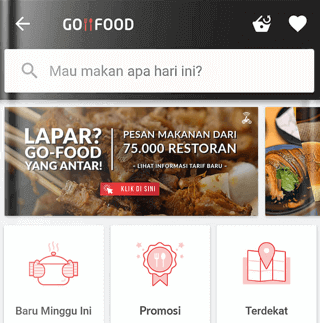 GO FOOD
Mau makan apa hari ini?
LAPAR?
GO-FOOD
YANG ANTAR!
PESAN MAKANAN DARI
75.000 RESTORAN
- LIHAT INFORMASI TARIF BARU -
KLIK DI SINI
Baru Minggu Ini
Promosi
Terdekat